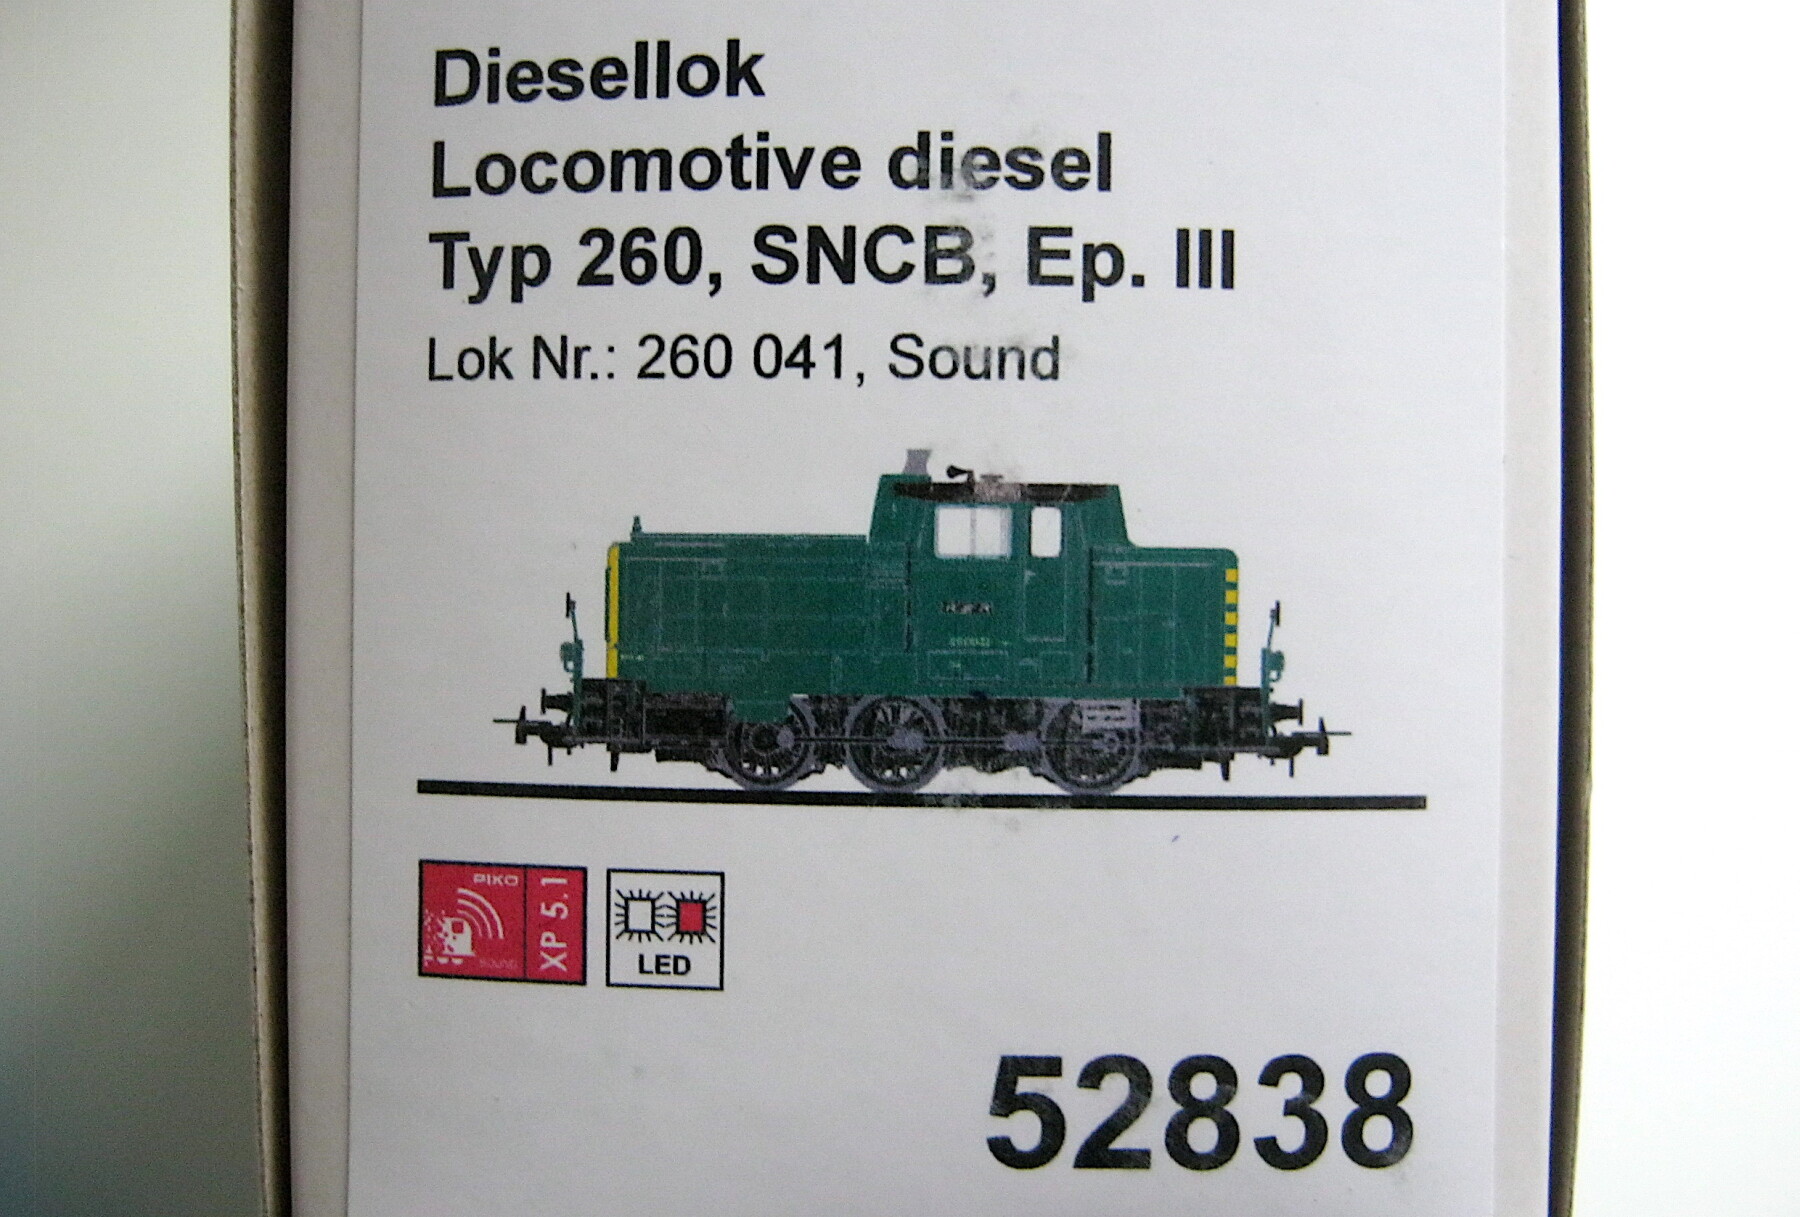 Diesellok
Locomotive diesel
Typ 260, SNCB, Ep. III
Lok Nr.: 260 041, Sound
PIKO
SOUND
XP 5.1
LED
52838